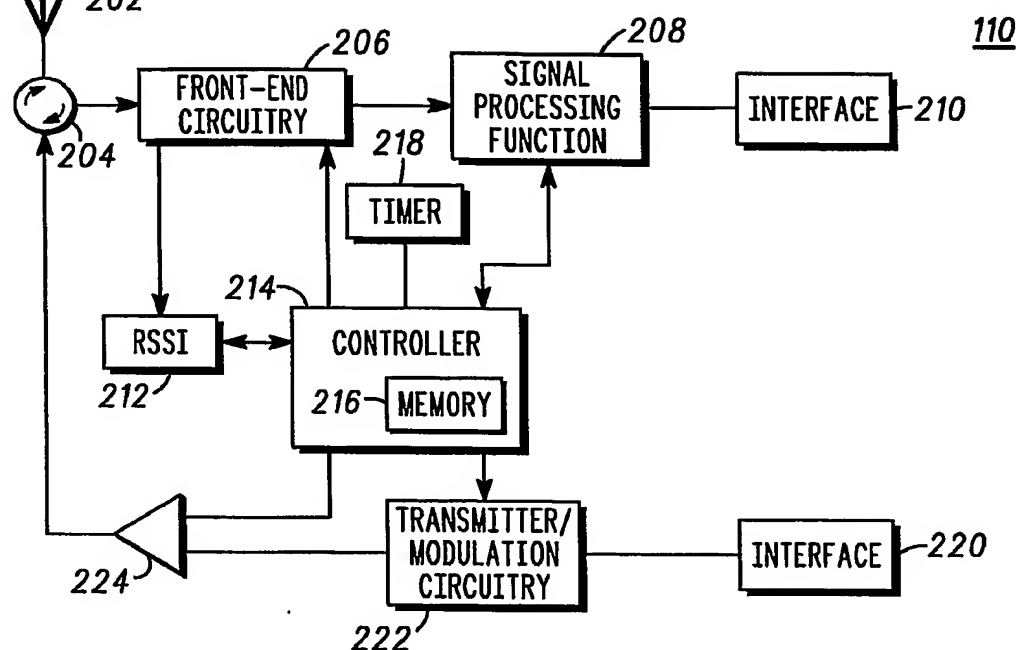 202
110
206
208
FRONT-END
CIRCUITRY
SIGNAL
PROCESSING
FUNCTION
INTERFACE
210
204
218
TIMER
214
RSSI
CONTROLLER
212
216
MEMORY
TRANSMITTER/
MODULATION
CIRCUITRY
INTERFACE
220
224
222